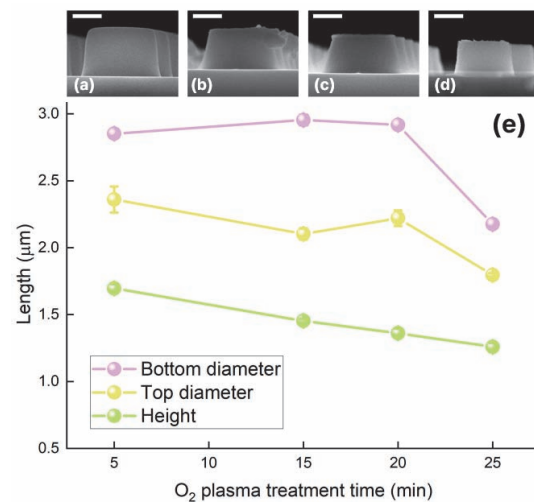 (a) (b) (c) (d)
(e)
3.0
2.5
2.0
1.5
1.0
0.5
Length (μm)
Bottom diameter
Top diameter
Height
5 10 15 20 25
O₂ plasma treatment time (min)